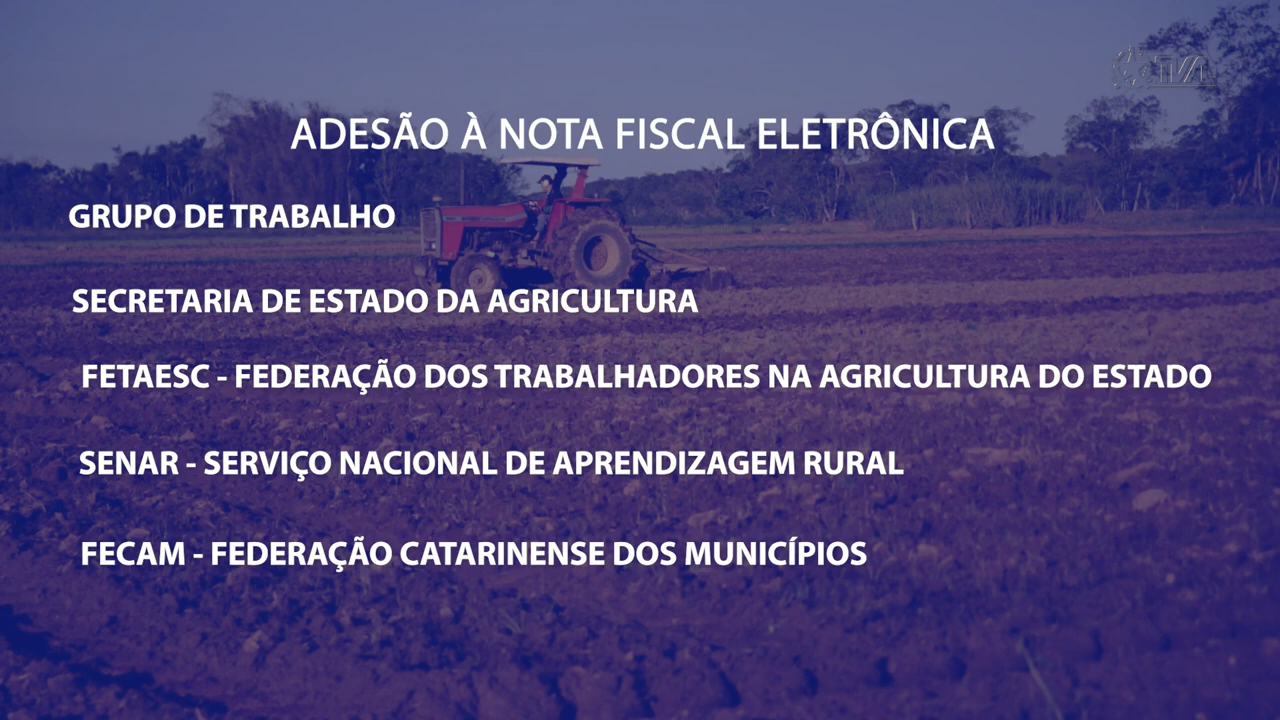 ADESÃO À NOTA FISCAL ELETRÔNICA
GRUPO DE TRABALHO
SECRETARIA DE ESTADO DA AGRICULTURA
FETAESC - FEDERAÇÃO DOS TRABALHADORES NA AGRICULTURA DO ESTADO
SENAR - SERVIÇO NACIONAL DE APRENDIZAGEM RURAL
FECAM - FEDERAÇÃO CATARINENSE DOS MUNICÍPIOS